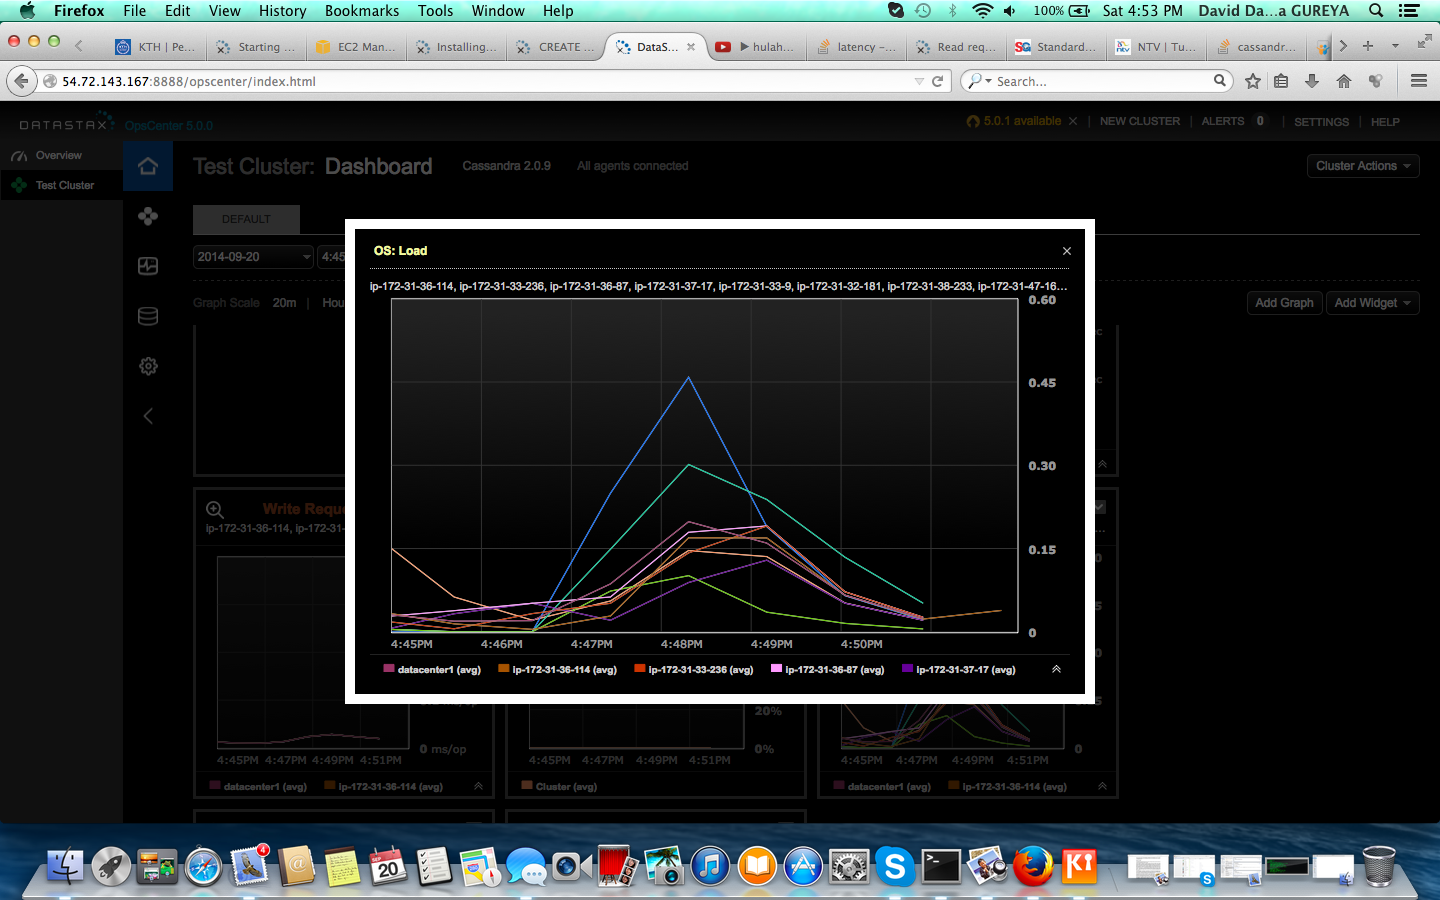 Firefox File Edit View History Bookmarks Tools Window Help 100% Sat 4:53 PM David Da...a GUREYA
KTH | Pe... Starting ... EC2 Man... Installing... CREATE ... DataS... hulah... latency -... Read req... Standard... NTV | Tu... cassandr...
54.72.143.167:8888/opscenter/index.html Search...
DATASTAX OpsCenter 5.0.0 5.0.1 available NEW CLUSTER | ALERTS 0 | SETTINGS | HELP
Overview
Test Cluster
Test Cluster: Dashboard Cassandra 2.0.9 All agents connected Cluster Actions
DEFAULT
2014-09-20 4:45
Graph Scale 20m | Hou
Add Graph Add Widget
OS: Load
ip-172-31-36-114, ip-172-31-33-236, ip-172-31-36-87, ip-172-31-37-17, ip-172-31-33-9, ip-172-31-32-181, ip-172-31-38-233, ip-172-31-47-16...
0.60
0.45
0.30
0.15
0
4:45PM 4:46PM 4:47PM 4:48PM 4:49PM 4:50PM
datacenter1 (avg) ip-172-31-36-114 (avg) ip-172-31-33-236 (avg) ip-172-31-36-87 (avg) ip-172-31-37-17 (avg)
Write Reque
ip-172-31-36-114, ip-172-31-
0 ms/op
4:45PM 4:47PM 4:49PM 4:51PM
datacenter1 (avg) ip-172-31-36-114 (avg)
20%
0%
4:45PM 4:47PM 4:49PM 4:51PM
Cluster (avg)
0
4:45PM 4:47PM 4:49PM 4:51PM
datacenter1 (avg) ip-172-31-36-114 (avg)
4
SEP
20